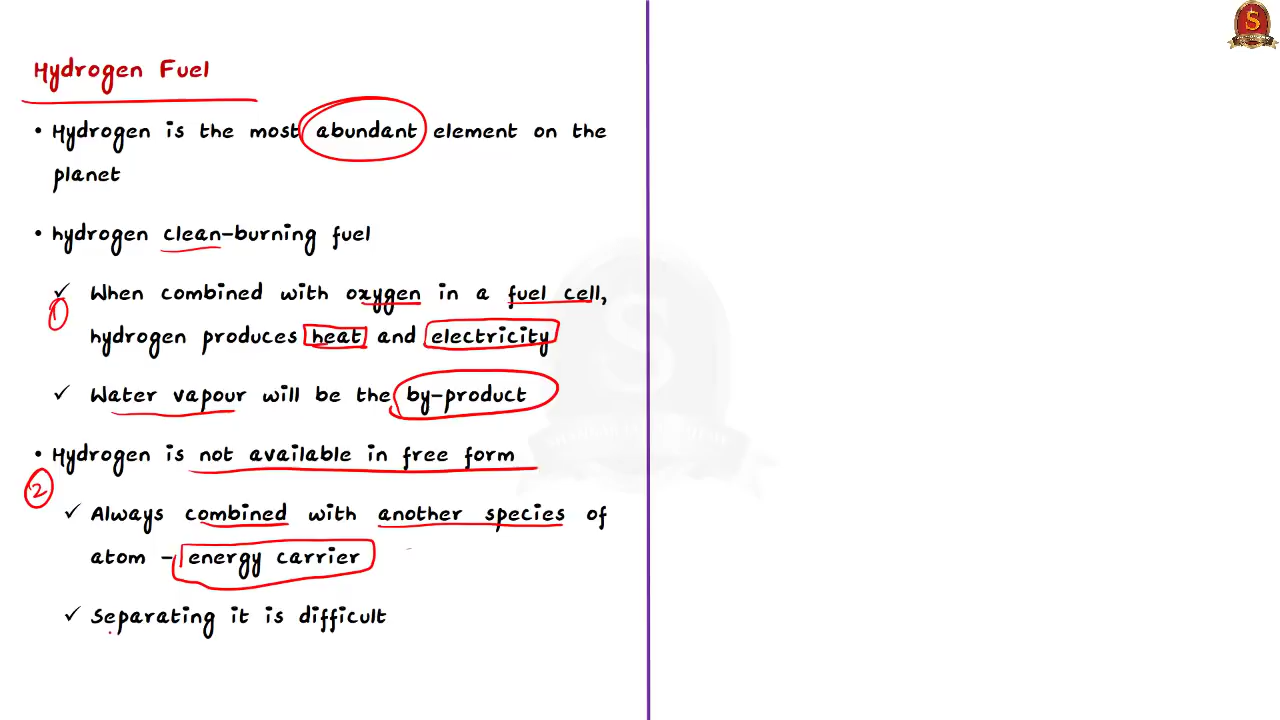 Hydrogen Fuel
• Hydrogen is the most abundant element on the
planet
• hydrogen clean-burning fuel
✓ When combined with oxygen in a fuel cell,
1
hydrogen produces heat and electricity
✓ Water vapour will be the by-product
• Hydrogen is not available in free form
2
✓ Always combined with another species of
atom - energy carrier
✓ Separating it is difficult
S